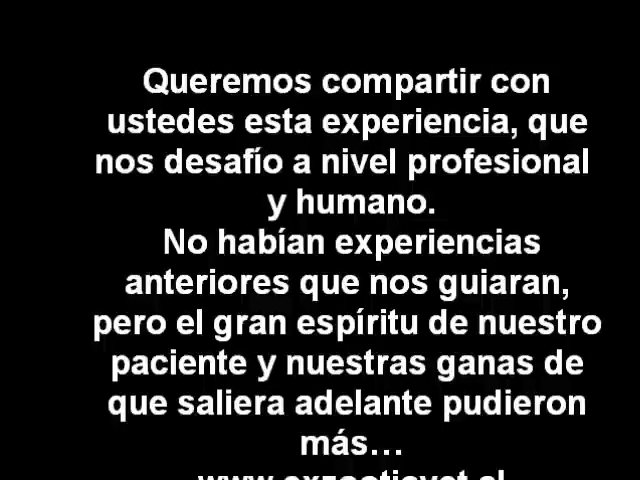 Queremos compartir con
ustedes esta experiencia, que
nos desafío a nivel profesional
y humano.
No habían experiencias
anteriores que nos guiaran,
pero el gran espíritu de nuestro
paciente y nuestras ganas de
que saliera adelante pudieron
más…